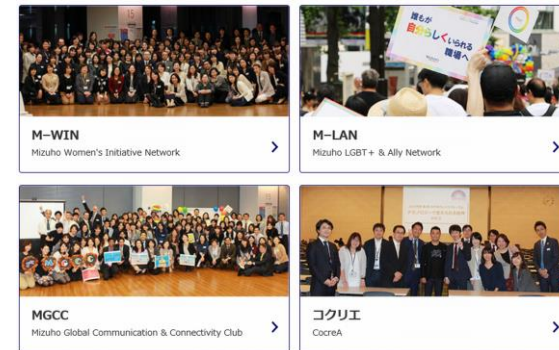 誰もが
自分らしくいられる
職場へ
M−WIN
Mizuho Women's Initiative Network
M−LAN
Mizuho LGBT+ & Ally Network
MGCC
Mizuho Global Communication & Connectivity Club
コクリエ
CocreA